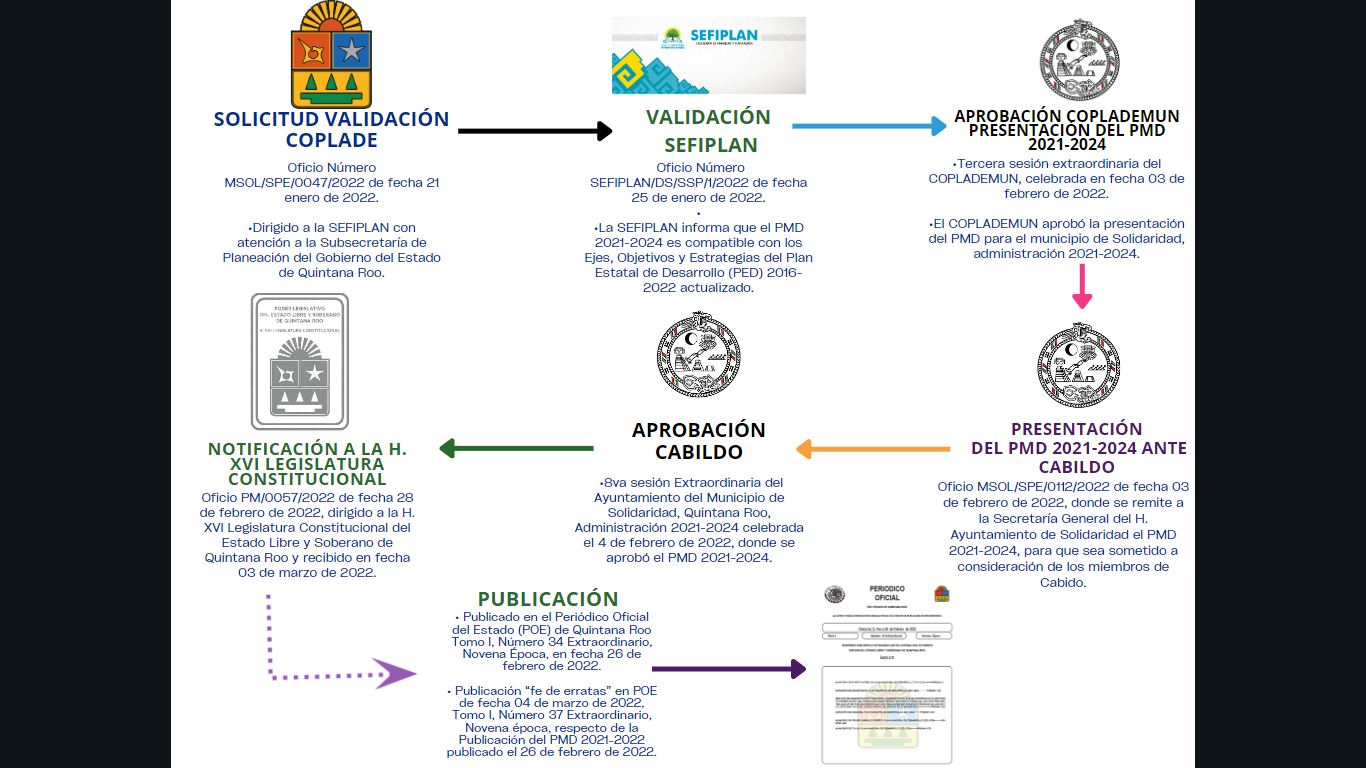 SOLICITUD VALIDACIÓN
COPLADE
Oficio Número
MSOL/SPE/0047/2022 de fecha 21
enero de 2022.
•Dirigido a la SEFIPLAN con
atención a la Subsecretaría de
Planeación del Gobierno del Estado
de Quintana Roo.
SEFIPLAN
SECRETARÍA DE FINANZAS Y PLANEACIÓN
VALIDACIÓN
SEFIPLAN
Oficio Número
SEFIPLAN/DS/SSP/1/2022 de fecha
25 de enero de 2022.
•
•La SEFIPLAN informa que el PMD
2021-2024 es compatible con los
Ejes, Objetivos y Estrategias del Plan
Estatal de Desarrollo (PED) 2016-
2022 actualizado.
APROBACIÓN COPLADEMUN
PRESENTACIÓN DEL PMD
2021-2024
•Tercera sesión extraordinaria del
COPLADEMUN, celebrada en fecha 03 de
febrero de 2022.
•El COPLADEMUN aprobó la presentación
del PMD para el municipio de Solidaridad,
administración 2021-2024.
PRESENTACIÓN
DEL PMD 2021-2024 ANTE
CABILDO
Oficio MSOL/SPE/0112/2022 de fecha 03
de febrero de 2022, donde se remite a
la Secretaría General del H.
Ayuntamiento de Solidaridad el PMD
2021-2024, para que sea sometido a
consideración de los miembros de
Cabido.
APROBACIÓN
CABILDO
•8va sesión Extraordinaria del
Ayuntamiento del Municipio de
Solidaridad, Quintana Roo,
Administración 2021-2024 celebrada
el 4 de febrero de 2022, donde se
aprobó el PMD 2021-2024.
PODER LEGISLATIVO
DEL ESTADO LIBRE Y SOBERANO
DE QUINTANA ROO
H. XVI LEGISLATURA CONSTITUCIONAL
NOTIFICACIÓN A LA H.
XVI LEGISLATURA
CONSTITUCIONAL
Oficio PM/0057/2022 de fecha 28
de febrero de 2022, dirigido a la H.
XVI Legislatura Constitucional del
Estado Libre y Soberano de
Quintana Roo y recibido en fecha
03 de marzo de 2022.
PUBLICACIÓN
• Publicado en el Periódico Oficial
del Estado (POE) de Quintana Roo
Tomo I, Número 34 Extraordinario,
Novena Época, en fecha 26 de
febrero de 2022.
• Publicación “fe de erratas” en POE
de fecha 04 de marzo de 2022,
Tomo I, Número 37 Extraordinario,
Novena época, respecto de la
Publicación del PMD 2021-2022
publicado el 26 de febrero de 2022.
PERIODICO
OFICIAL
ÍNDICE